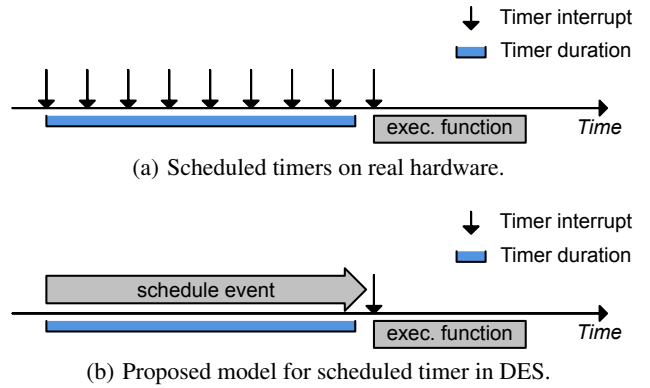 Timer interrupt
Timer duration
exec. function
Time
(a) Scheduled timers on real hardware.
Timer interrupt
Timer duration
schedule event
exec. function
Time
(b) Proposed model for scheduled timer in DES.